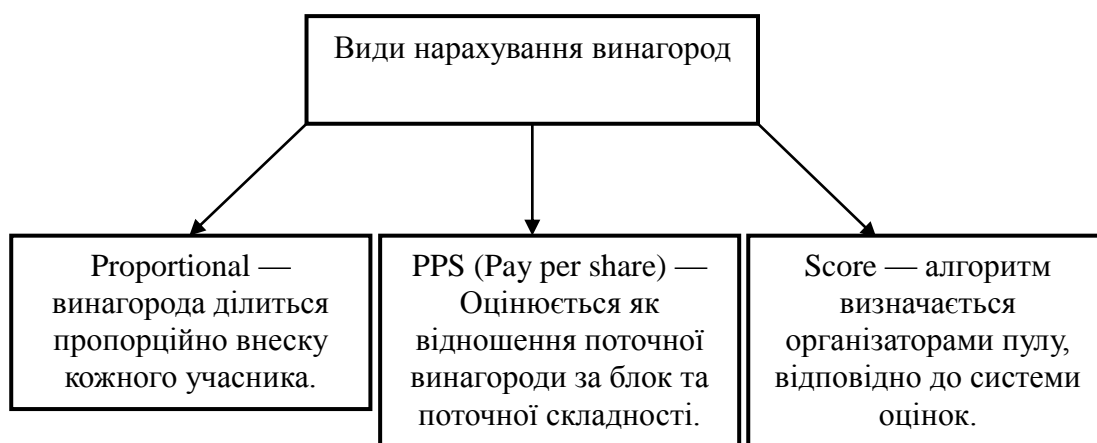 Види нарахування винагород
Proportional —
винагорода ділиться
пропорційно внеску
кожного учасника.
PPS (Pay per share) —
Оцінюється як
відношення поточної
винагороди за блок та
поточної складності.
Score — алгоритм
визначається
організаторами пулу,
відповідно до системи
оцінок.